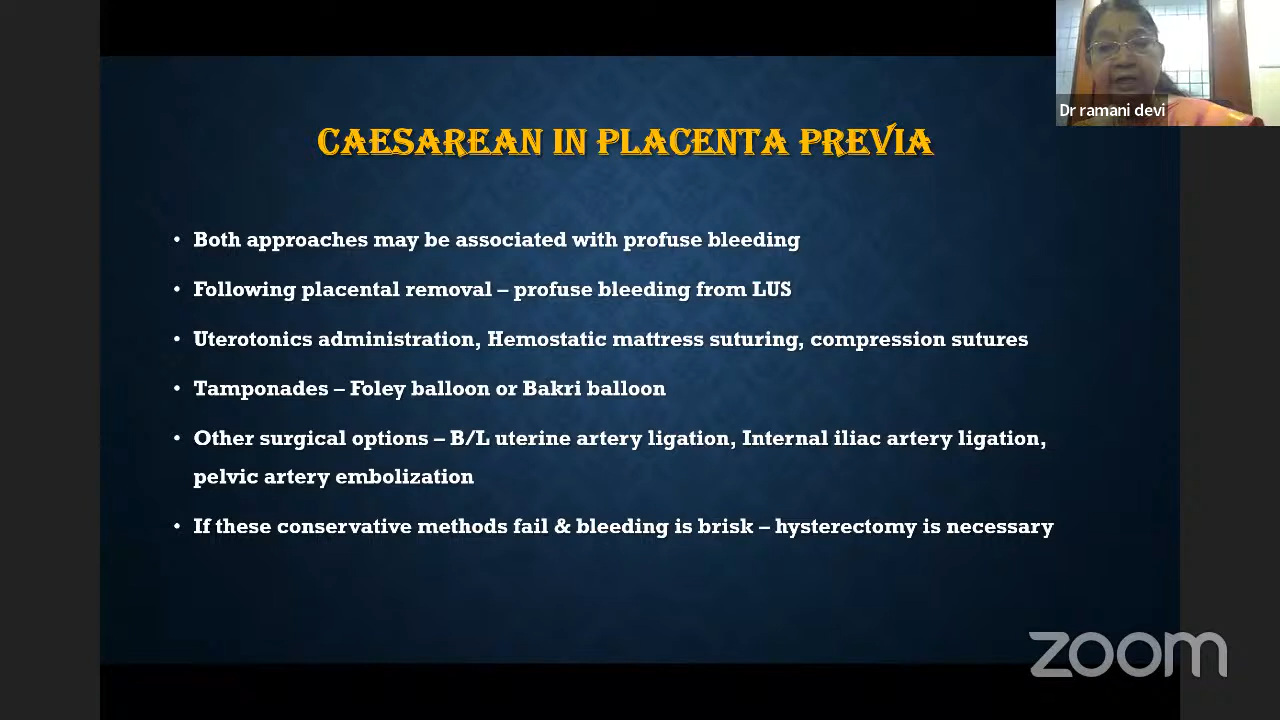 Dr ramani devi
CAESAREAN IN PLACENTA PREVIA
• Both approaches may be associated with profuse bleeding
• Following placental removal – profuse bleeding from LUS
• Uterotonics administration, Hemostatic mattress suturing, compression sutures
• Tamponades – Foley balloon or Bakri balloon
• Other surgical options – B/L uterine artery ligation, Internal iliac artery ligation,
pelvic artery embolization
• If these conservative methods fail & bleeding is brisk – hysterectomy is necessary
zoom